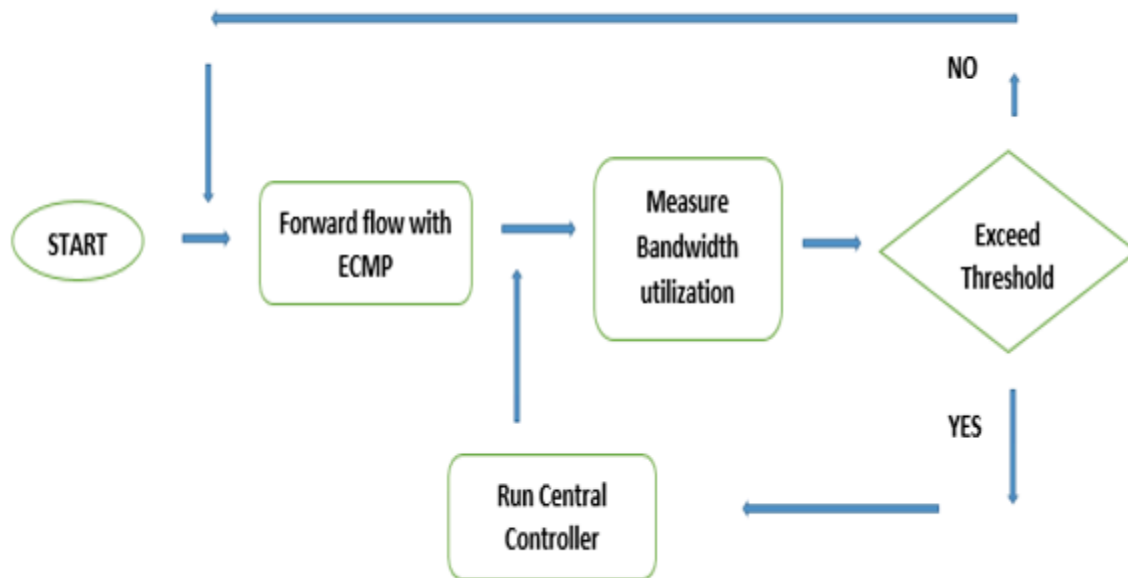 NO
START
Forward flow with
ECMP
Measure
Bandwidth
utilization
Exceed
Threshold
YES
Run Central
Controller